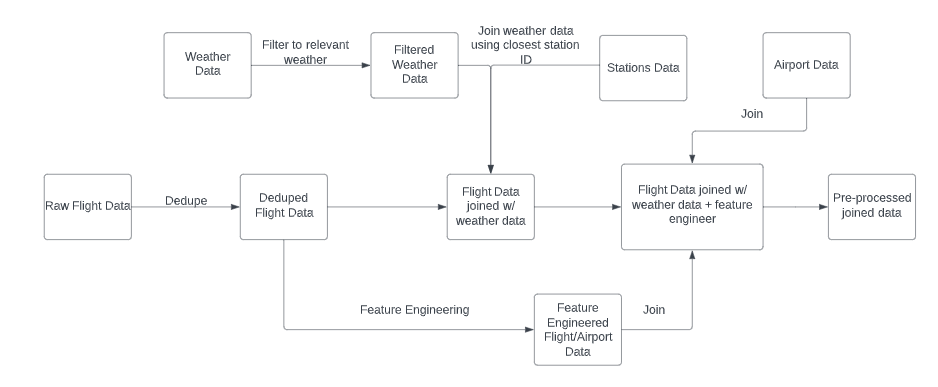 Weather
Data
Filter to relevant
weather
Filtered
Weather
Data
Join weather data
using closest station
ID
Stations Data
Airport Data
Join
Raw Flight Data
Dedupe
Deduped
Flight Data
Flight Data
joined w/
weather data
Flight Data joined w/
weather data + feature
engineer
Pre-processed
joined data
Feature Engineering
Feature
Engineered
Flight/Airport
Data
Join